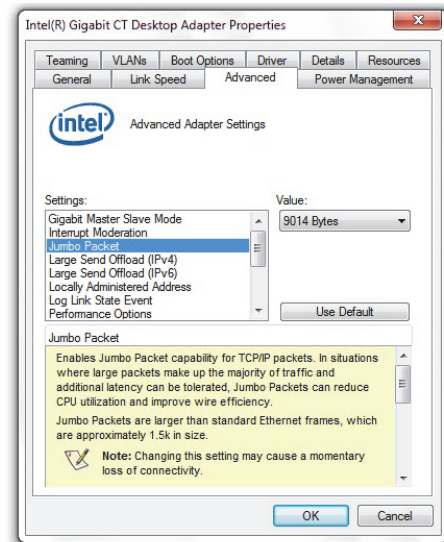 Intel(R) Gigabit CT Desktop Adapter Properties
Teaming VLANs Boot Options Driver Details Resources
General Link Speed Advanced Power Management
intel Advanced Adapter Settings
Settings: Value:
Gigabit Master Slave Mode 9014 Bytes
Interrupt Moderation
Jumbo Packet
Large Send Offload (IPv4)
Large Send Offload (IPv6)
Locally Administered Address
Log Link State Event
Performance Options Use Default
Jumbo Packet
Enables Jumbo Packet capability for TCP/IP packets. In situations
where large packets make up the majority of traffic and
additional latency can be tolerated, Jumbo Packets can reduce
CPU utilization and improve wire efficiency.
Jumbo Packets are larger than standard Ethernet frames, which
are approximately 1.5k in size.
Note: Changing this setting may cause a momentary
loss of connectivity.
OK Cancel